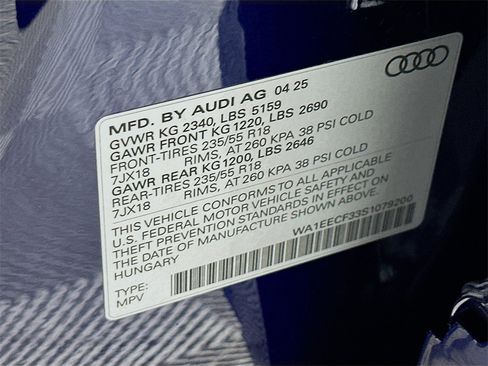 MFD. BY AUDI AG 04 25
GVWR KG 2340, LBS 5159
GAWR FRONT KG 1220, LBS 2690
FRONT-TIRES 235/55 R18
7JX18 RIMS, AT 260 KPA 38 PSI COLD
GAWR REAR KG1200, LBS 2646
REAR-TIRES 235/55 R18
7JX18 RIMS, AT 260 KPA 38 PSI COLD
THIS VEHICLE CONFORMS TO ALL APPLICABLE
U.S. FEDERAL MOTOR VEHICLE SAFETY AND
THEFT PREVENTION STANDARDS IN EFFECT ON
THE DATE OF MANUFACTURE SHOWN ABOVE.
HUNGARY
WA1EECF33S1079200
TYPE:
MPV